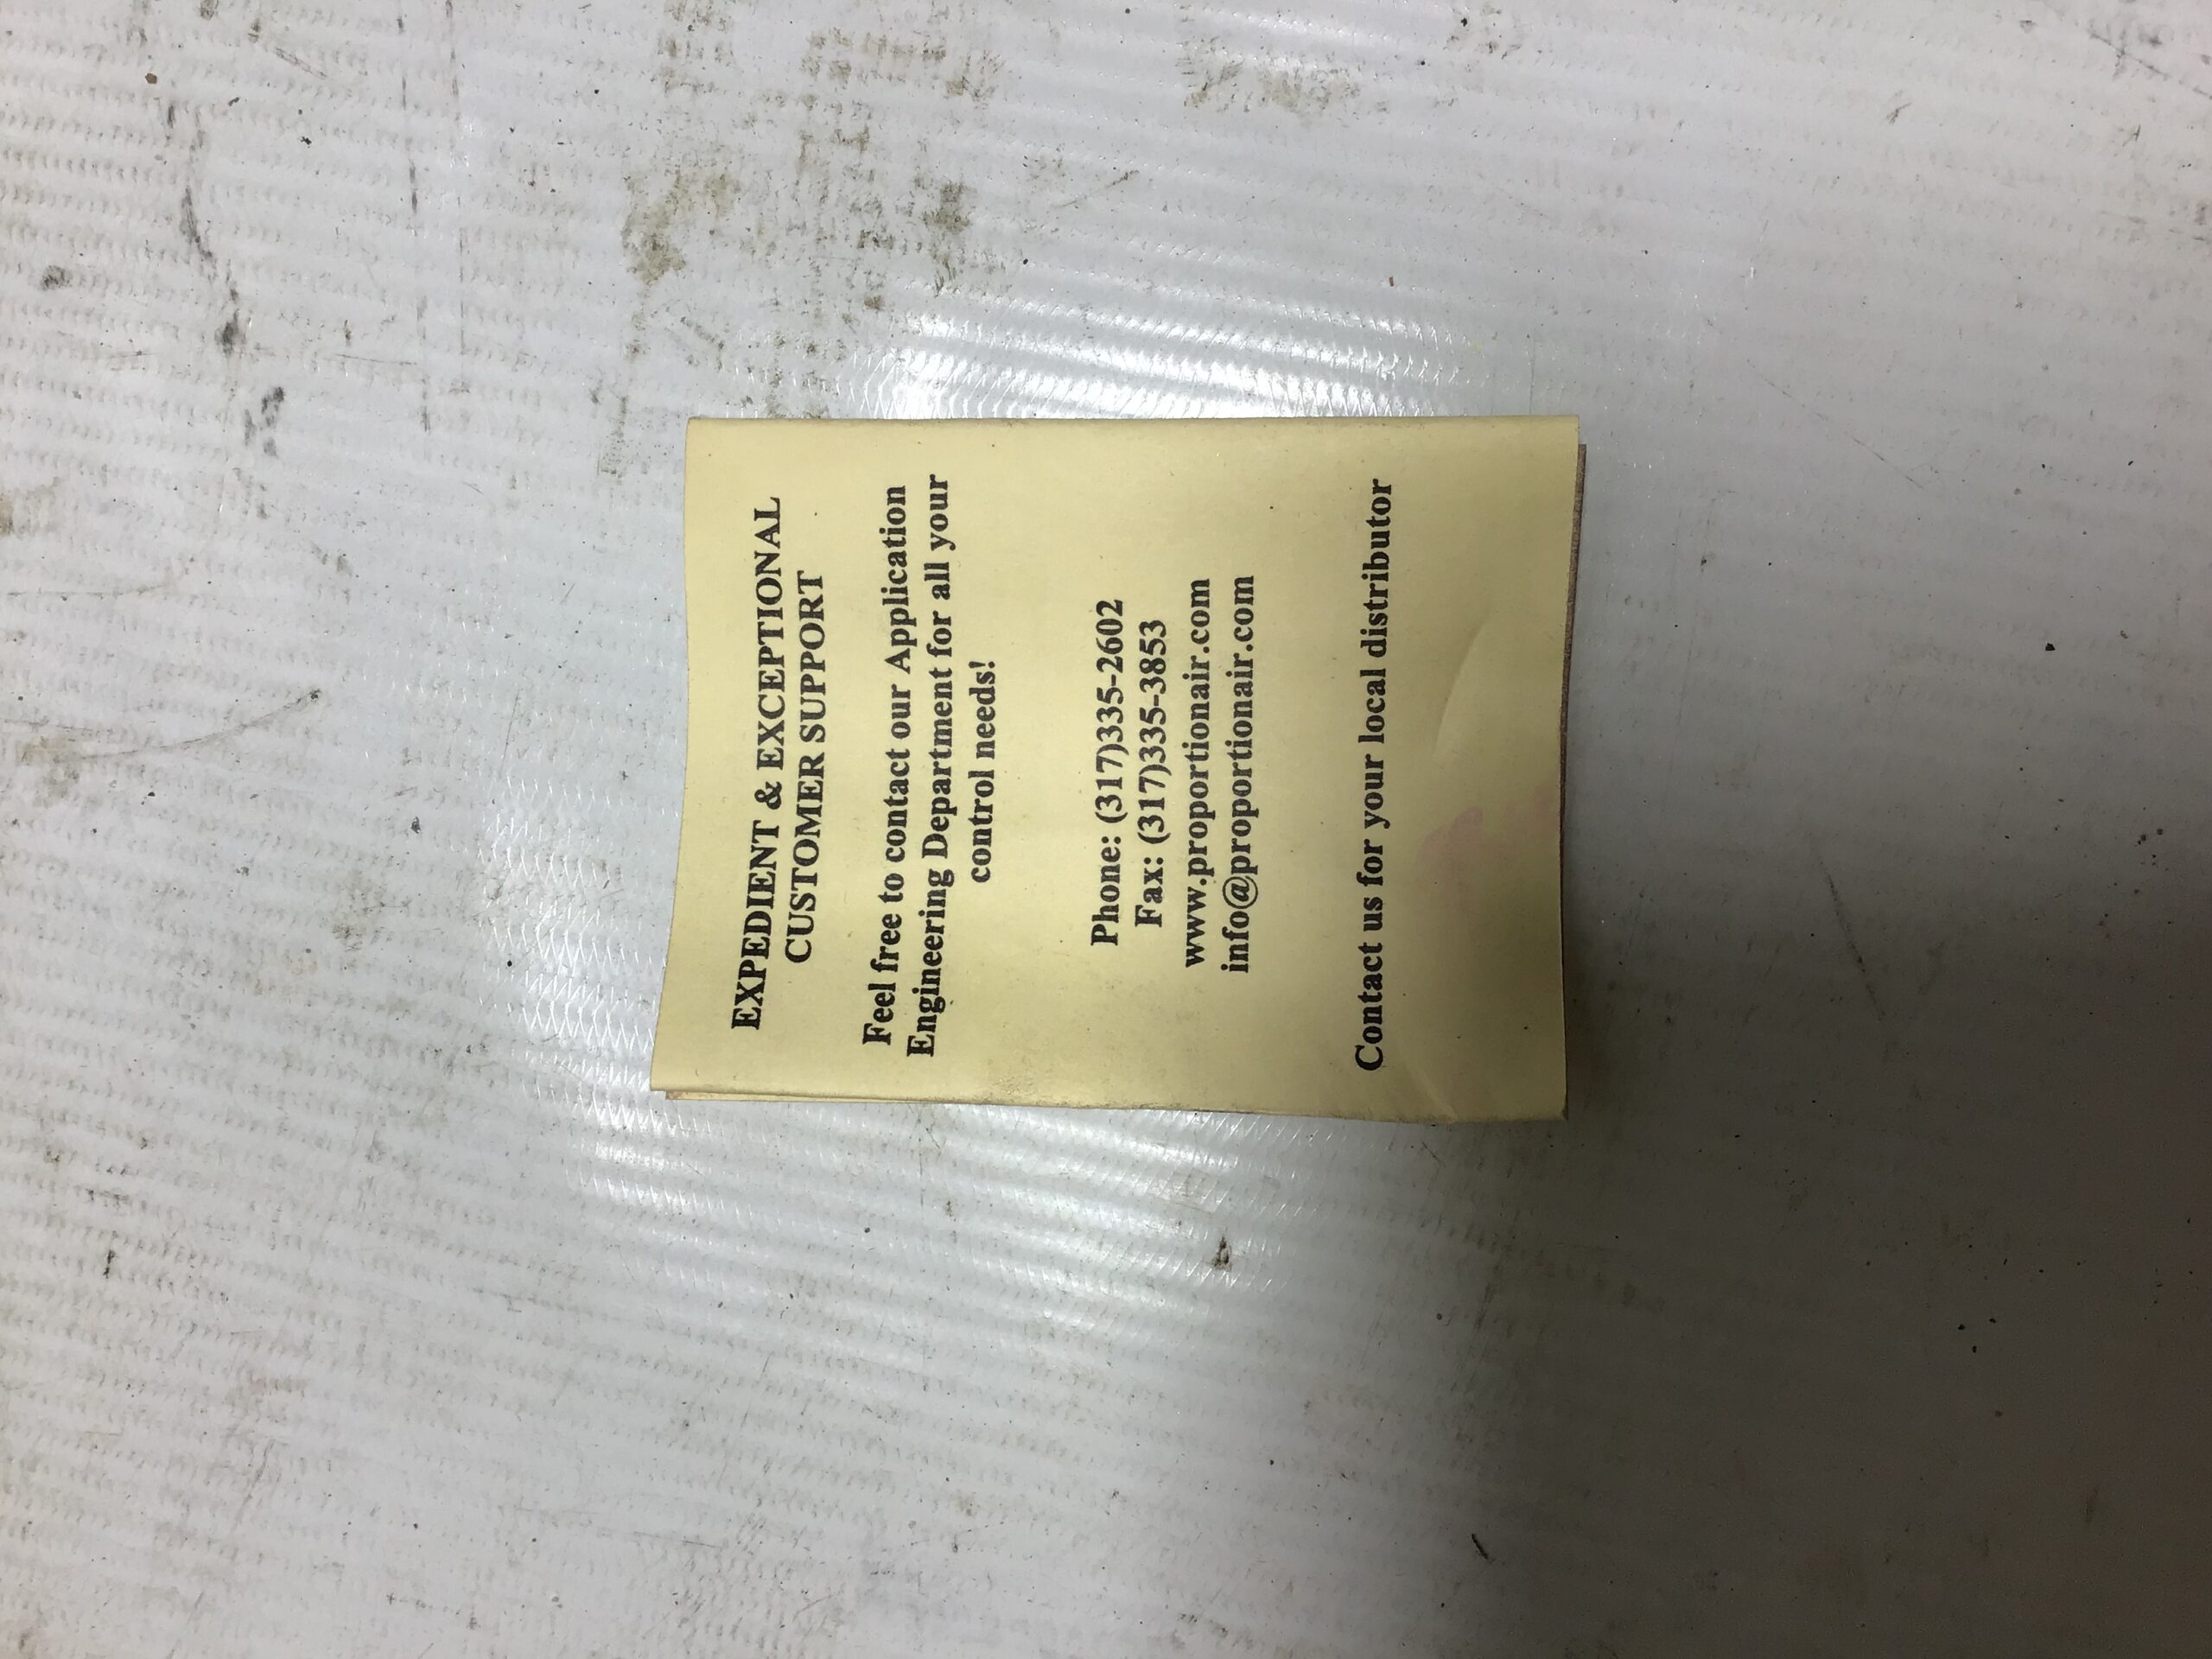 EXPEDIENT & EXCEPTIONAL
CUSTOMER SUPPORT
Feel free to contact our Application
Engineering Department for all your
control needs!
Phone: (317)335-2602
Fax: (317)335-3853
www.proportionair.com
info@proportionair.com
Contact us for your local distributor